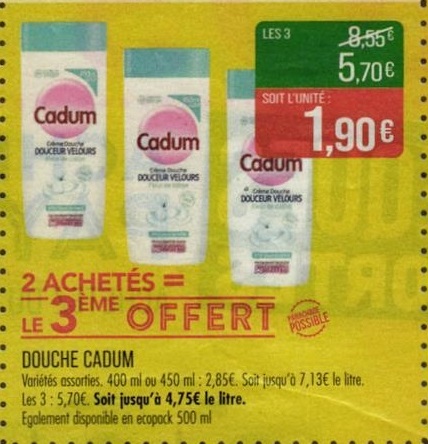 LES 3
8,55€
5,70€
SOIT L'UNITÉ :
1,90€
Cadum
Crème Douche
DOUCEUR VELOURS
Cadum
Crème Douche
DOUCEUR VELOURS
Cadum
Crème Douche
DOUCEUR VELOURS
2 ACHETÉS =
LE 3ÈME OFFERT
PANACHAGE
POSSIBLE
DOUCHE CADUM
Variétés assorties. 400 ml ou 450 ml : 2,85€. Soit jusqu'à 7,13€ le litre.
Les 3 : 5,70€. Soit jusqu'à 4,75€ le litre.
Egalement disponible en ecopack 500 ml